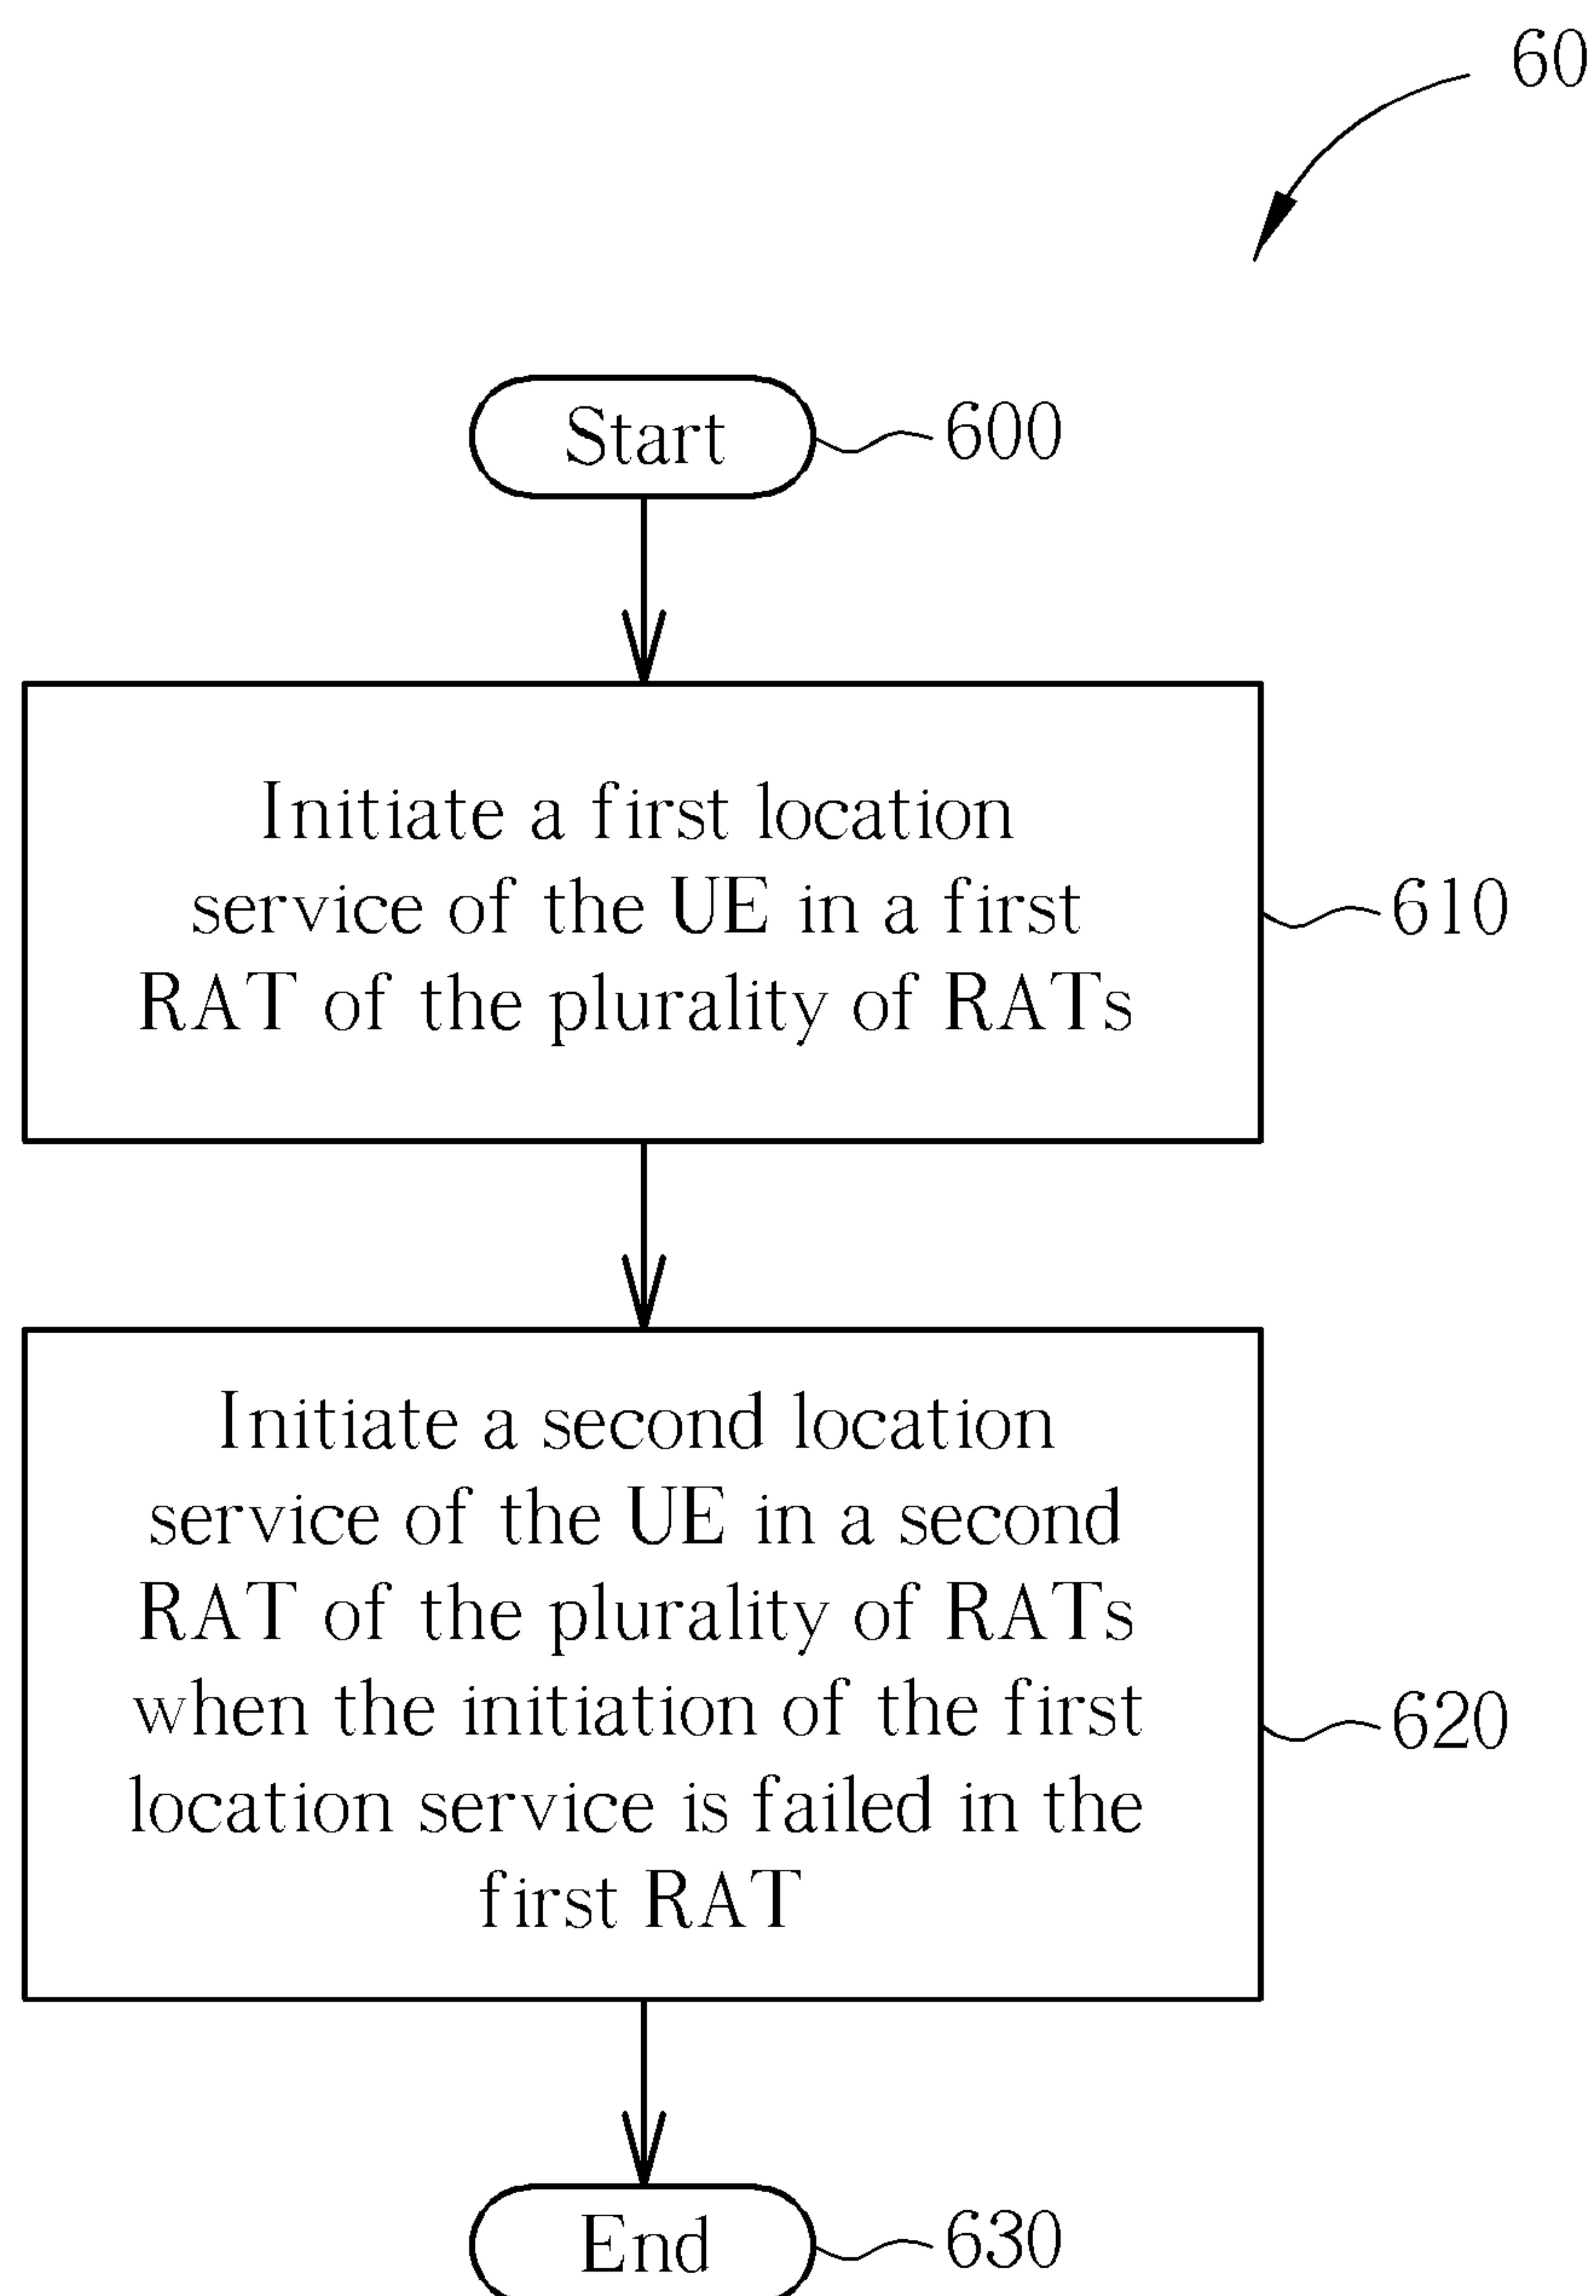 60
Start
600
Initiate a first location
service of the UE in a first
RAT of the plurality of RATs
610
Initiate a second location
service of the UE in a second
RAT of the plurality of RATs
when the initiation of the first
location service is failed in the
first RAT
620
End
630